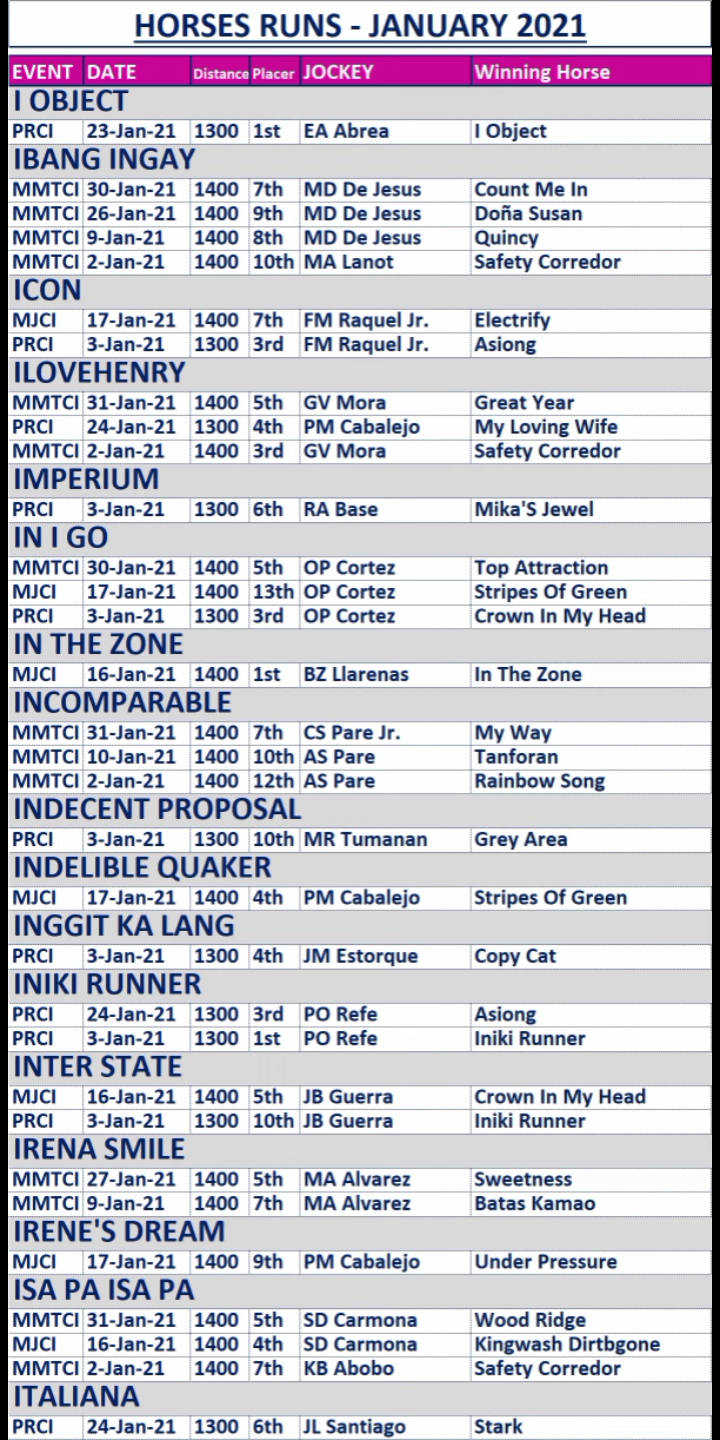 HORSES RUNS - JANUARY 2021
EVENT DATE Distance Placer JOCKEY Winning Horse
I OBJECT
PRCI 23-Jan-21 1300 1st EA Abrea I Object
IBANG INGAY
MMTCI 30-Jan-21 1400 7th MD De Jesus Count Me In
MMTCI 26-Jan-21 1400 9th MD De Jesus Doña Susan
MMTCI 9-Jan-21 1400 8th MD De Jesus Quincy
MMTCI 2-Jan-21 1400 10th MA Lanot Safety Corredor
ICON
MJCI 17-Jan-21 1400 7th FM Raquel Jr. Electrify
PRCI 3-Jan-21 1300 3rd FM Raquel Jr. Asiong
ILOVEHENRY
MMTCI 31-Jan-21 1400 5th GV Mora Great Year
PRCI 24-Jan-21 1300 4th PM Cabalejo My Loving Wife
MMTCI 2-Jan-21 1400 3rd GV Mora Safety Corredor
IMPERIUM
PRCI 3-Jan-21 1300 6th RA Base Mika'S Jewel
IN I GO
MMTCI 30-Jan-21 1400 5th OP Cortez Top Attraction
MJCI 17-Jan-21 1400 13th OP Cortez Stripes Of Green
PRCI 3-Jan-21 1300 3rd OP Cortez Crown In My Head
IN THE ZONE
MJCI 16-Jan-21 1400 1st BZ Llarenas In The Zone
INCOMPARABLE
MMTCI 31-Jan-21 1400 7th CS Pare Jr. My Way
MMTCI 10-Jan-21 1400 10th AS Pare Tanforan
MMTCI 2-Jan-21 1400 12th AS Pare Rainbow Song
INDECENT PROPOSAL
PRCI 3-Jan-21 1300 10th MR Tumanan Grey Area
INDELIBLE QUAKER
MJCI 17-Jan-21 1400 4th PM Cabalejo Stripes Of Green
INGGIT KA LANG
PRCI 3-Jan-21 1300 4th JM Estorque Copy Cat
INIKI RUNNER
PRCI 24-Jan-21 1300 3rd PO Refe Asiong
PRCI 3-Jan-21 1300 1st PO Refe Iniki Runner
INTER STATE
MJCI 16-Jan-21 1400 5th JB Guerra Crown In My Head
PRCI 3-Jan-21 1300 10th JB Guerra Iniki Runner
IRENA SMILE
MMTCI 27-Jan-21 1400 5th MA Alvarez Sweetness
MMTCI 9-Jan-21 1400 7th MA Alvarez Batas Kamao
IRENE'S DREAM
MJCI 17-Jan-21 1400 9th PM Cabalejo Under Pressure
ISA PA ISA PA
MMTCI 31-Jan-21 1400 5th SD Carmona Wood Ridge
MJCI 16-Jan-21 1400 4th SD Carmona Kingwash Dirtbgone
MMTCI 2-Jan-21 1400 7th KB Abobo Safety Corredor
ITALIANA
PRCI 24-Jan-21 1300 6th JL Santiago Stark